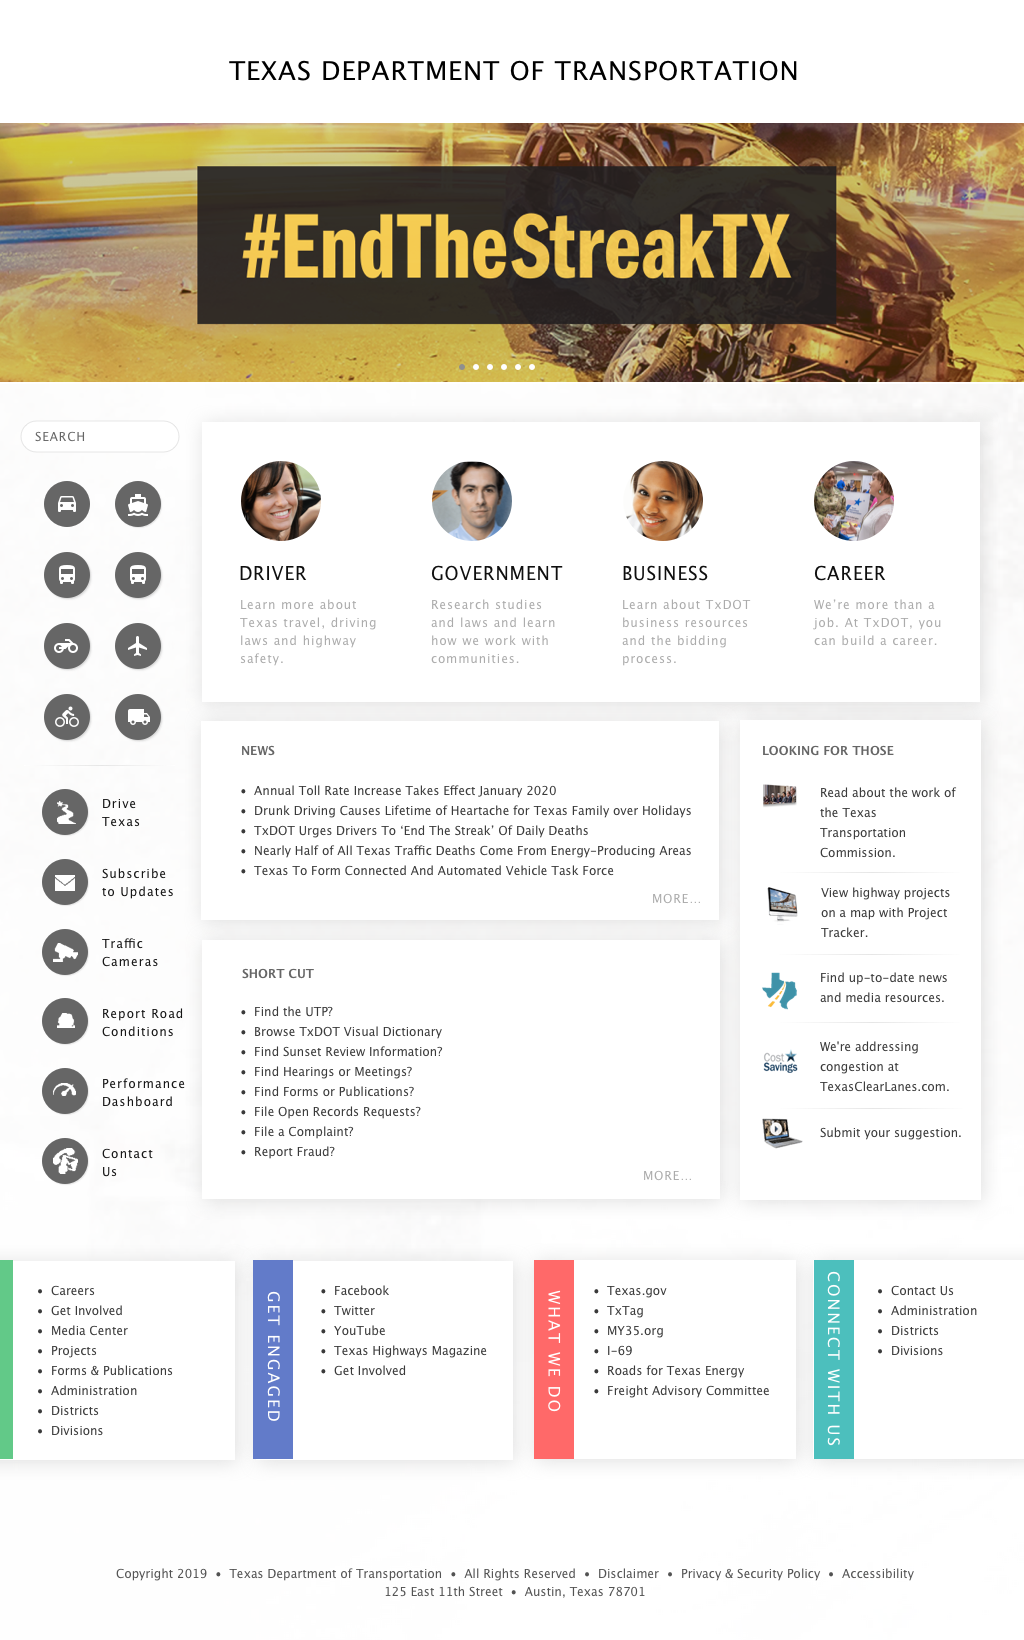 TEXAS DEPARTMENT OF TRANSPORTATION
#EndTheStreakTX
SEARCH
DRIVER
Learn more about
Texas travel, driving
laws and highway
safety.
GOVERNMENT
Research studies
and laws and learn
how we work with
communities.
BUSINESS
Learn about TxDOT
business resources
and the bidding
process.
CAREER
We're more than a
job. At TxDOT, you
can build a career.
Drive
Texas
Subscribe
to Updates
Traffic
Cameras
Report Road
Conditions
Performance
Dashboard
Contact
Us
NEWS
• Annual Toll Rate Increase Takes Effect January 2020
• Drunk Driving Causes Lifetime of Heartache for Texas Family over Holidays
• TxDOT Urges Drivers To ‘End The Streak’ Of Daily Deaths
• Nearly Half of All Texas Traffic Deaths Come From Energy-Producing Areas
• Texas To Form Connected And Automated Vehicle Task Force
MORE...
SHORT CUT
• Find the UTP?
• Browse TxDOT Visual Dictionary
• Find Sunset Review Information?
• Find Hearings or Meetings?
• Find Forms or Publications?
• File Open Records Requests?
• File a Complaint?
• Report Fraud?
MORE...
LOOKING FOR THOSE
Read about the work of
the Texas
Transportation
Commission.
View highway projects
on a map with Project
Tracker.
Find up-to-date news
and media resources.
Cost
Savings
We're addressing
congestion at
TexasClearLanes.com.
Submit your suggestion.
• Careers
• Get Involved
• Media Center
• Projects
• Forms & Publications
• Administration
• Districts
• Divisions
GET ENGAGED
• Facebook
• Twitter
• YouTube
• Texas Highways Magazine
• Get Involved
WHAT WE DO
• Texas.gov
• TxTag
• MY35.org
• I-69
• Roads for Texas Energy
• Freight Advisory Committee
CONNECT WITH US
• Contact Us
• Administration
• Districts
• Divisions
Copyright 2019 • Texas Department of Transportation • All Rights Reserved • Disclaimer • Privacy & Security Policy • Accessibility
125 East 11th Street • Austin, Texas 78701